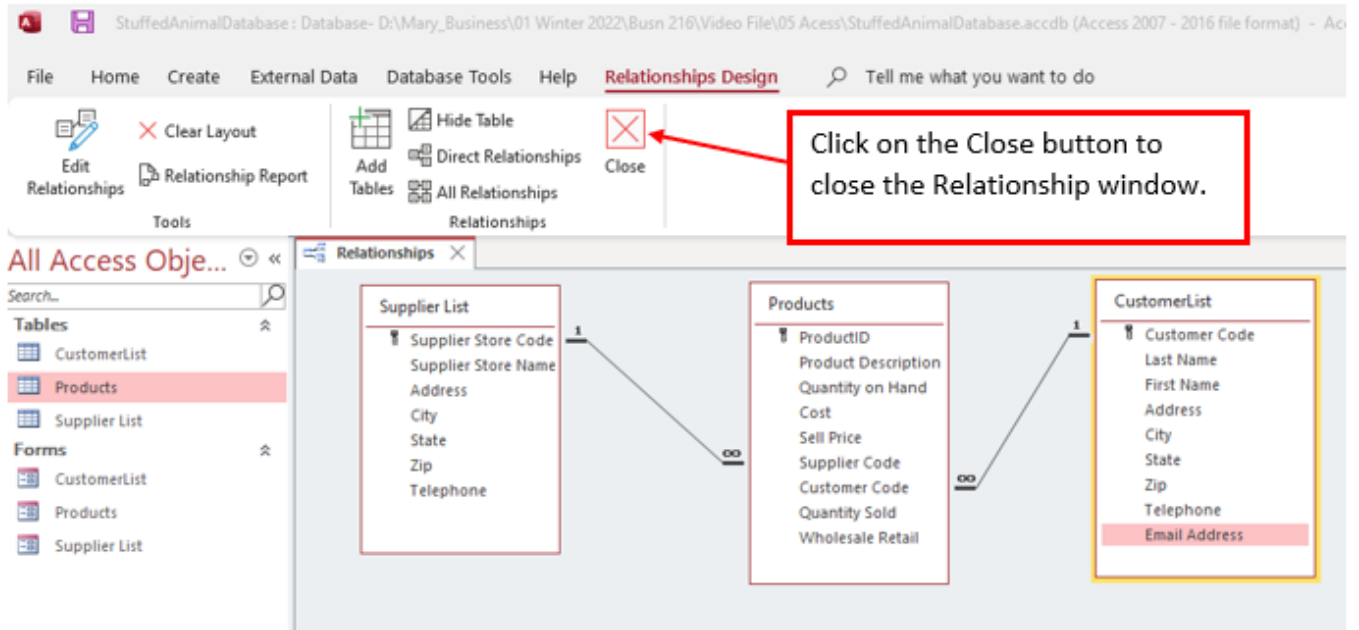 StuffedAnimalDatabase : Database- D:\Mary_Business\01 Winter 2022\Busn 216\Video File\05 Acess\StuffedAnimalDatabase.accdb (Access 2007 - 2016 file format) -
File Home Create External Data Database Tools Help Relationships Design Tell me what you want to do
Edit
Relationships
Clear Layout
Relationship Report
Tools
Add
Tables
Hide Table
Direct Relationships
All Relationships
Close
Relationships
Click on the Close button to
close the Relationship window.
All Access Obje...
Search...
Tables
CustomerList
Products
Supplier List
Forms
CustomerList
Products
Supplier List
Relationships
Supplier List
Supplier Store Code
Supplier Store Name
Address
City
State
Zip
Telephone
1
∞
Products
ProductID
Product Description
Quantity on Hand
Cost
Sell Price
Supplier Code
Customer Code
Quantity Sold
Wholesale Retail
∞
1
CustomerList
Customer Code
Last Name
First Name
Address
City
State
Zip
Telephone
Email Address